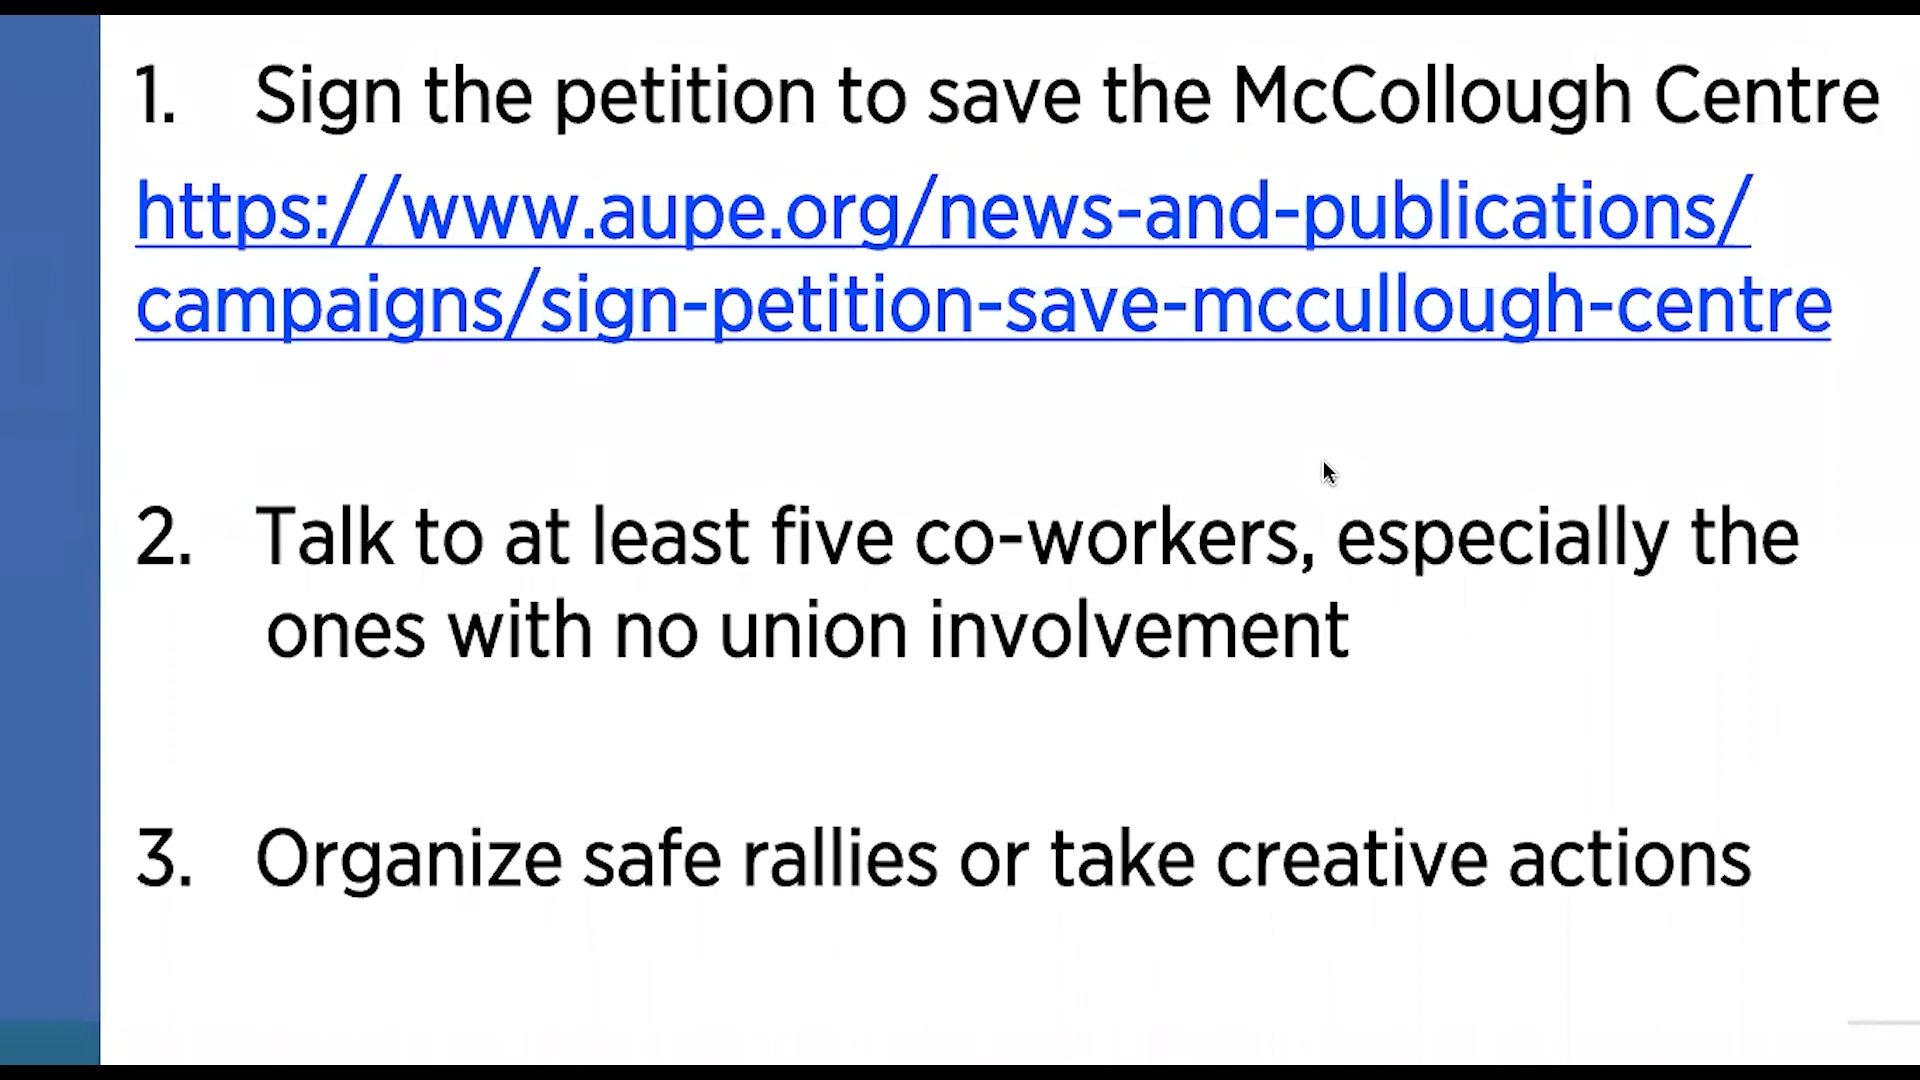 1. Sign the petition to save the McCollough Centre
https://www.aupe.org/news-and-publications/
campaigns/sign-petition-save-mccullough-centre
2. Talk to at least five co-workers, especially the
ones with no union involvement
3. Organize safe rallies or take creative actions